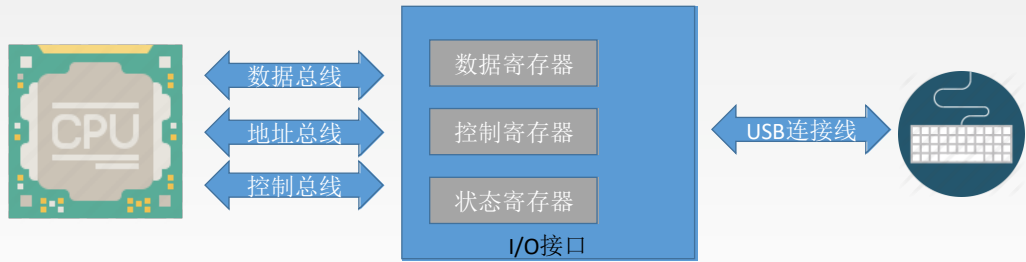 CPU
数据总线
地址总线
控制总线
数据寄存器
控制寄存器
状态寄存器
I/O接口
USB连接线